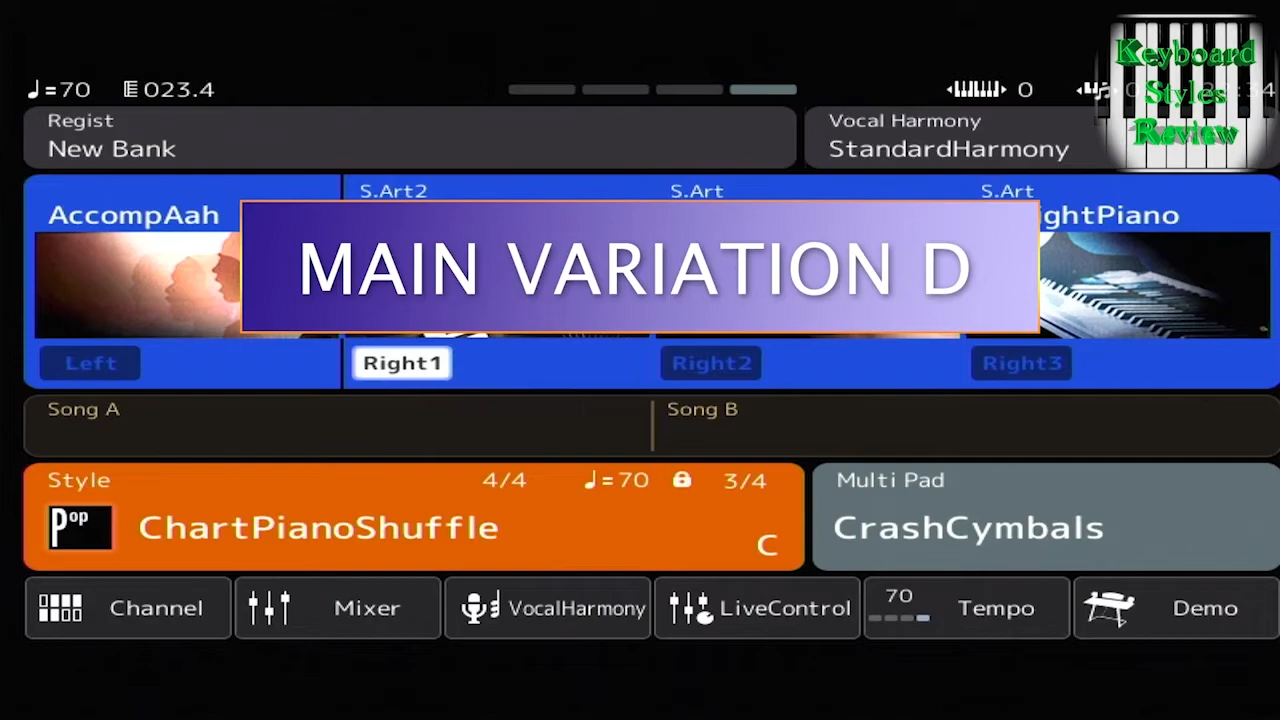 =70
023.4
0
34
Keyboard
Styles
Review
Regist
New Bank
Vocal Harmony
StandardHarmony
S.Art2
S.Art
S.Art
AccompAah
ightPiano
MAIN VARIATION D
Left
Right1
Right2
Right3
Song A
Song B
Style
4/4
=70
3/4
Multi Pad
Pop
ChartPianoShuffle
C
CrashCymbals
Channel
Mixer
VocalHarmony
LiveControl
70
Tempo
Demo